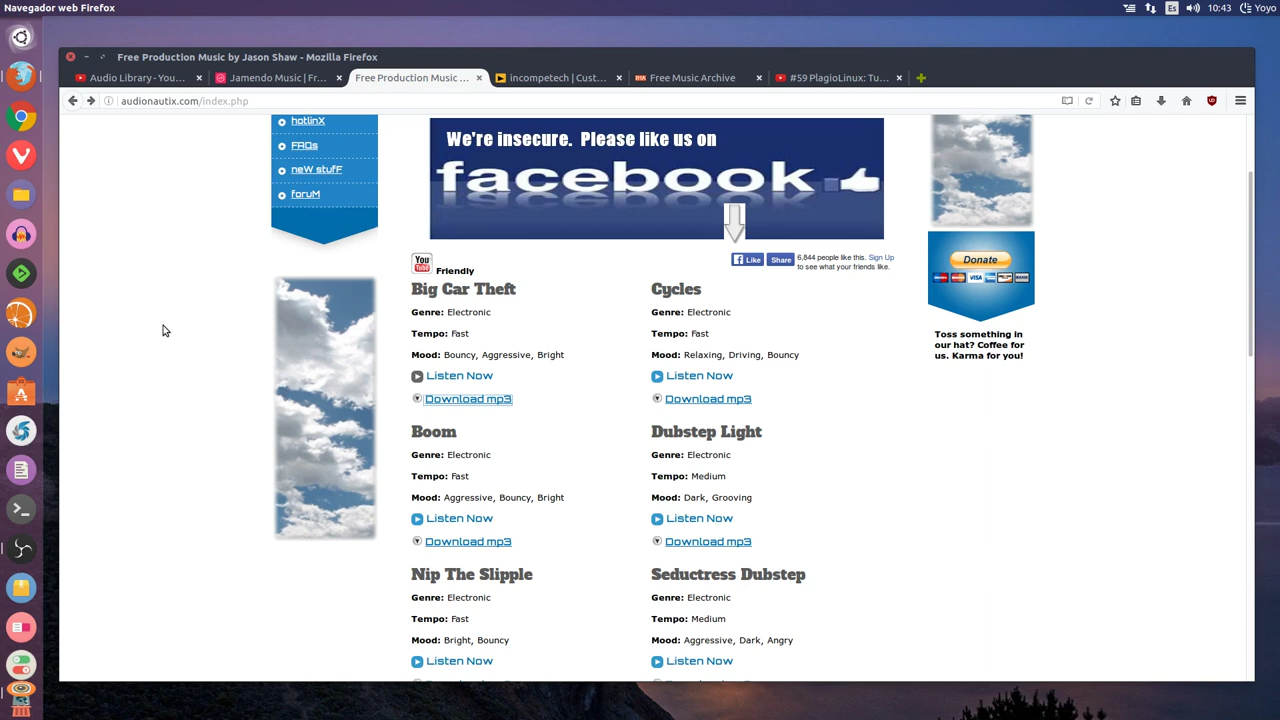 Navegador web Firefox
Es
10:43
Yoyo
Free Production Music by Jason Shaw - Mozilla Firefox
Audio Library - You...
Jamendo Music | Fr...
Free Production Music ...
incompetech | Cust...
Free Music Archive
#59 PlagioLinux: Tu...
audionautix.com/index.php
hotlinX
FAQs
neW stufF
foruM
We're insecure. Please like us on
facebook
You Tube Friendly
Like
Share
6,844 people like this. Sign Up
to see what your friends like.
Big Car Theft
Genre: Electronic
Tempo: Fast
Mood: Bouncy, Aggressive, Bright
Listen Now
Download mp3
Cycles
Genre: Electronic
Tempo: Fast
Mood: Relaxing, Driving, Bouncy
Listen Now
Download mp3
Boom
Genre: Electronic
Tempo: Fast
Mood: Aggressive, Bouncy, Bright
Listen Now
Download mp3
Dubstep Light
Genre: Electronic
Tempo: Medium
Mood: Dark, Grooving
Listen Now
Download mp3
Nip The Slipple
Genre: Electronic
Tempo: Fast
Mood: Bright, Bouncy
Listen Now
Seductress Dubstep
Genre: Electronic
Tempo: Medium
Mood: Aggressive, Dark, Angry
Listen Now
Donate
VISA
Toss something in
our hat? Coffee for
us. Karma for you!